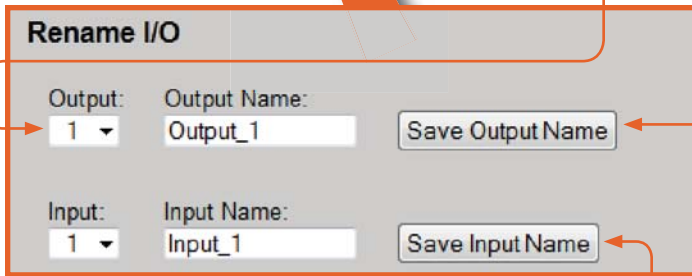 Rename I/O
Output: Output Name:
1 Output_1 Save Output Name
Input: Input Name:
1 Input_1 Save Input Name